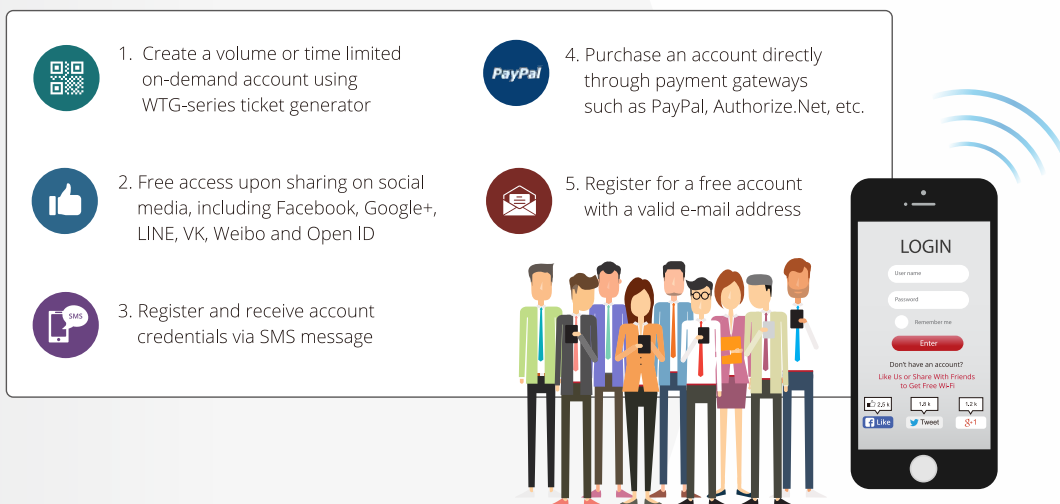 1. Create a volume or time limited
on-demand account using
WTG-series ticket generator
2. Free access upon sharing on social
media, including Facebook, Google+,
LINE, VK, Weibo and Open ID
SMS
3. Register and receive account
credentials via SMS message
PayPal
4. Purchase an account directly
through payment gateways
such as PayPal, Authorize.Net, etc.
5. Register for a free account
with a valid e-mail address
LOGIN
User name
Password
Remember me
Enter
Don't have an account?
Like Us or Share With Friends
to Get Free Wi-Fi
2,5 k 1,8 k 1,2 k
f Like Tweet g+1